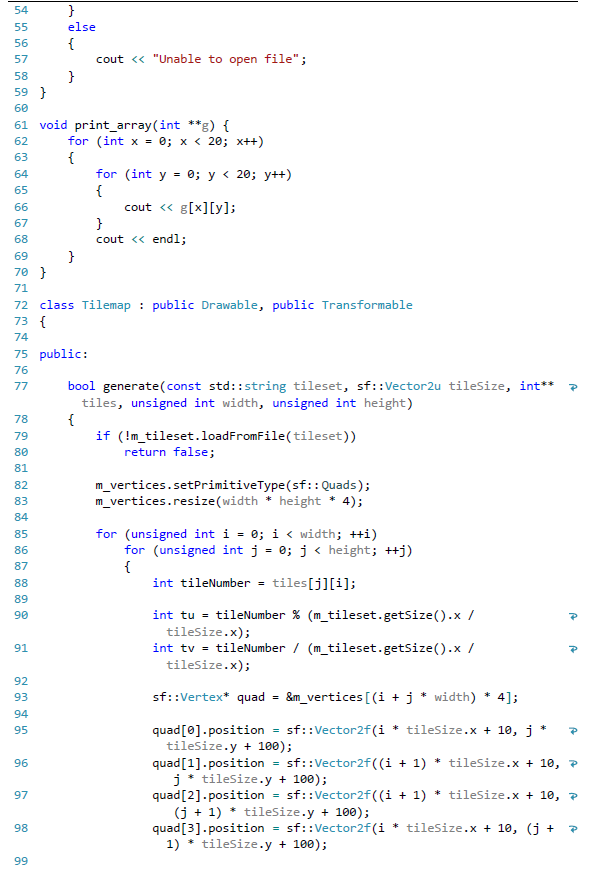 54 }
55 else
56 {
57 cout << "Unable to open file";
58 }
59 }
60
61 void print_array(int **g) {
62 for (int x = 0; x < 20; x++)
63 {
64 for (int y = 0; y < 20; y++)
65 {
66 cout << g[x][y];
67 }
68 cout << endl;
69 }
70 }
71
72 class Tilemap : public Drawable, public Transformable
73 {
74
75 public:
76
77 bool generate(const std::string tileset, sf::Vector2u tileSize, int**
tiles, unsigned int width, unsigned int height)
78 {
79 if (!m_tileset.loadFromFile(tileset))
80 return false;
81
82 m_vertices.setPrimitiveType(sf::Quads);
83 m_vertices.resize(width * height * 4);
84
85 for (unsigned int i = 0; i < width; ++i)
86 for (unsigned int j = 0; j < height; ++j)
87 {
88 int tileNumber = tiles[j][i];
89
90 int tu = tileNumber % (m_tileset.getSize().x /
tileSize.x);
91 int tv = tileNumber / (m_tileset.getSize().x /
tileSize.x);
92
93 sf::Vertex* quad = &m_vertices[(i + j * width) * 4];
94
95 quad[0].position = sf::Vector2f(i * tileSize.x + 10, j *
tileSize.y + 100);
96 quad[1].position = sf::Vector2f((i + 1) * tileSize.x + 10,
j * tileSize.y + 100);
97 quad[2].position = sf::Vector2f((i + 1) * tileSize.x + 10,
(j + 1) * tileSize.y + 100);
98 quad[3].position = sf::Vector2f(i * tileSize.x + 10, (j +
1) * tileSize.y + 100);
99